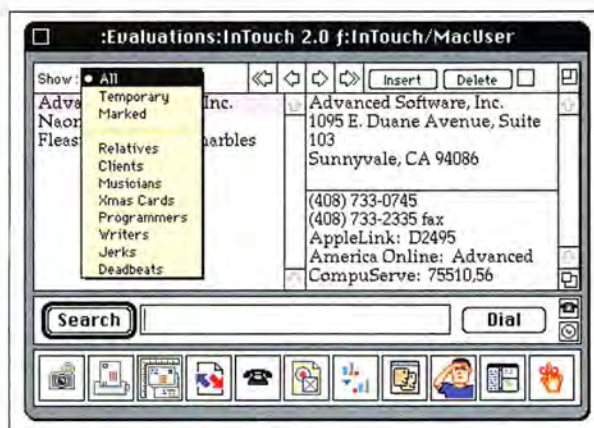 :Evaluations:InTouch 2.0 ƒ:InTouch/MacUser
Show: All
Insert
Delete
Temporary
Marked
Relatives
Clients
Musicians
Xmas Cards
Programmers
Writers
Jerks
Deadbeats
Adva
Inc.
Naon
Fleas
arbles
Advanced Software, Inc.
1095 E. Duane Avenue, Suite
103
Sunnyvale, CA 94086
(408) 733-0745
(408) 733-2335 fax
AppleLink: D2495
America Online: Advanced
CompuServe: 75510,56
Search
Dial